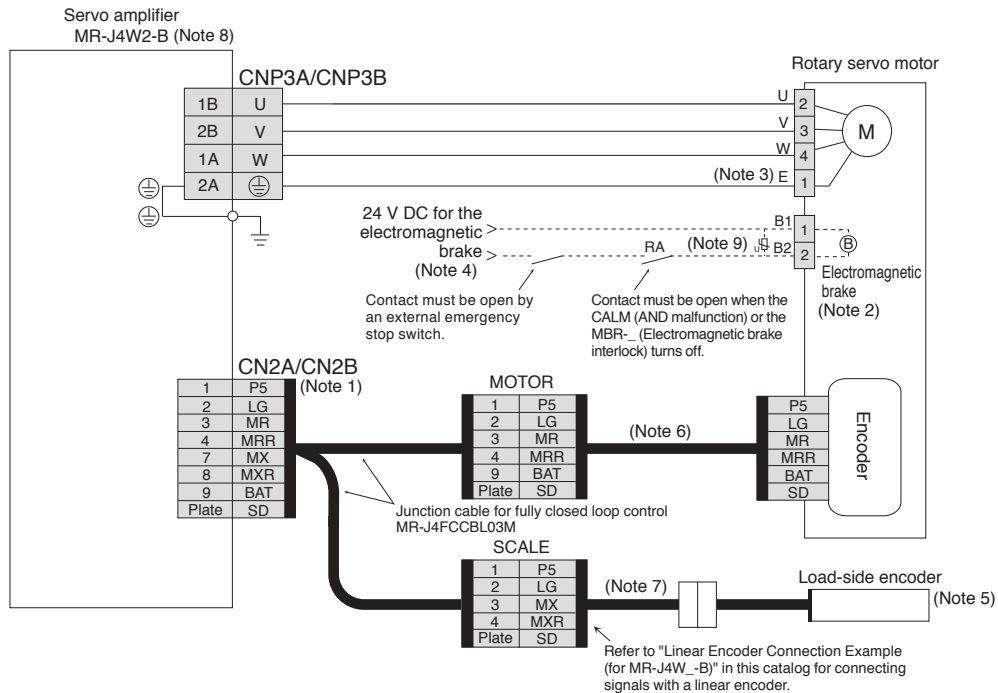 Servo amplifier
MR-J4W2-B (Note 8)
CNP3A/CNP3B
1B U
2B V
1A W
2A
Rotary servo motor
U 2
V 3
W 4
(Note 3) E 1
M
24 V DC for the
electromagnetic
brake
(Note 4)
RA
(Note 9)
U
B1 1
B2 2
B
Electromagnetic
brake
(Note 2)
Contact must be open by
an external emergency
stop switch.
Contact must be open when the
CALM (AND malfunction) or the
MBR-_ (Electromagnetic brake
interlock) turns off.
CN2A/CN2B
(Note 1)
1 P5
2 LG
3 MR
4 MRR
7 MX
8 MXR
9 BAT
Plate SD
MOTOR
1 P5
2 LG
3 MR
4 MRR
9 BAT
Plate SD
(Note 6)
P5
LG
MR
MRR
BAT
SD
Encoder
Junction cable for fully closed loop control
MR-J4FCCBL03M
SCALE
1 P5
2 LG
3 MX
4 MXR
Plate SD
(Note 7)
Load-side encoder
(Note 5)
Refer to "Linear Encoder Connection Example
(for MR-J4W_-B)" in this catalog for connecting
signals with a linear encoder.